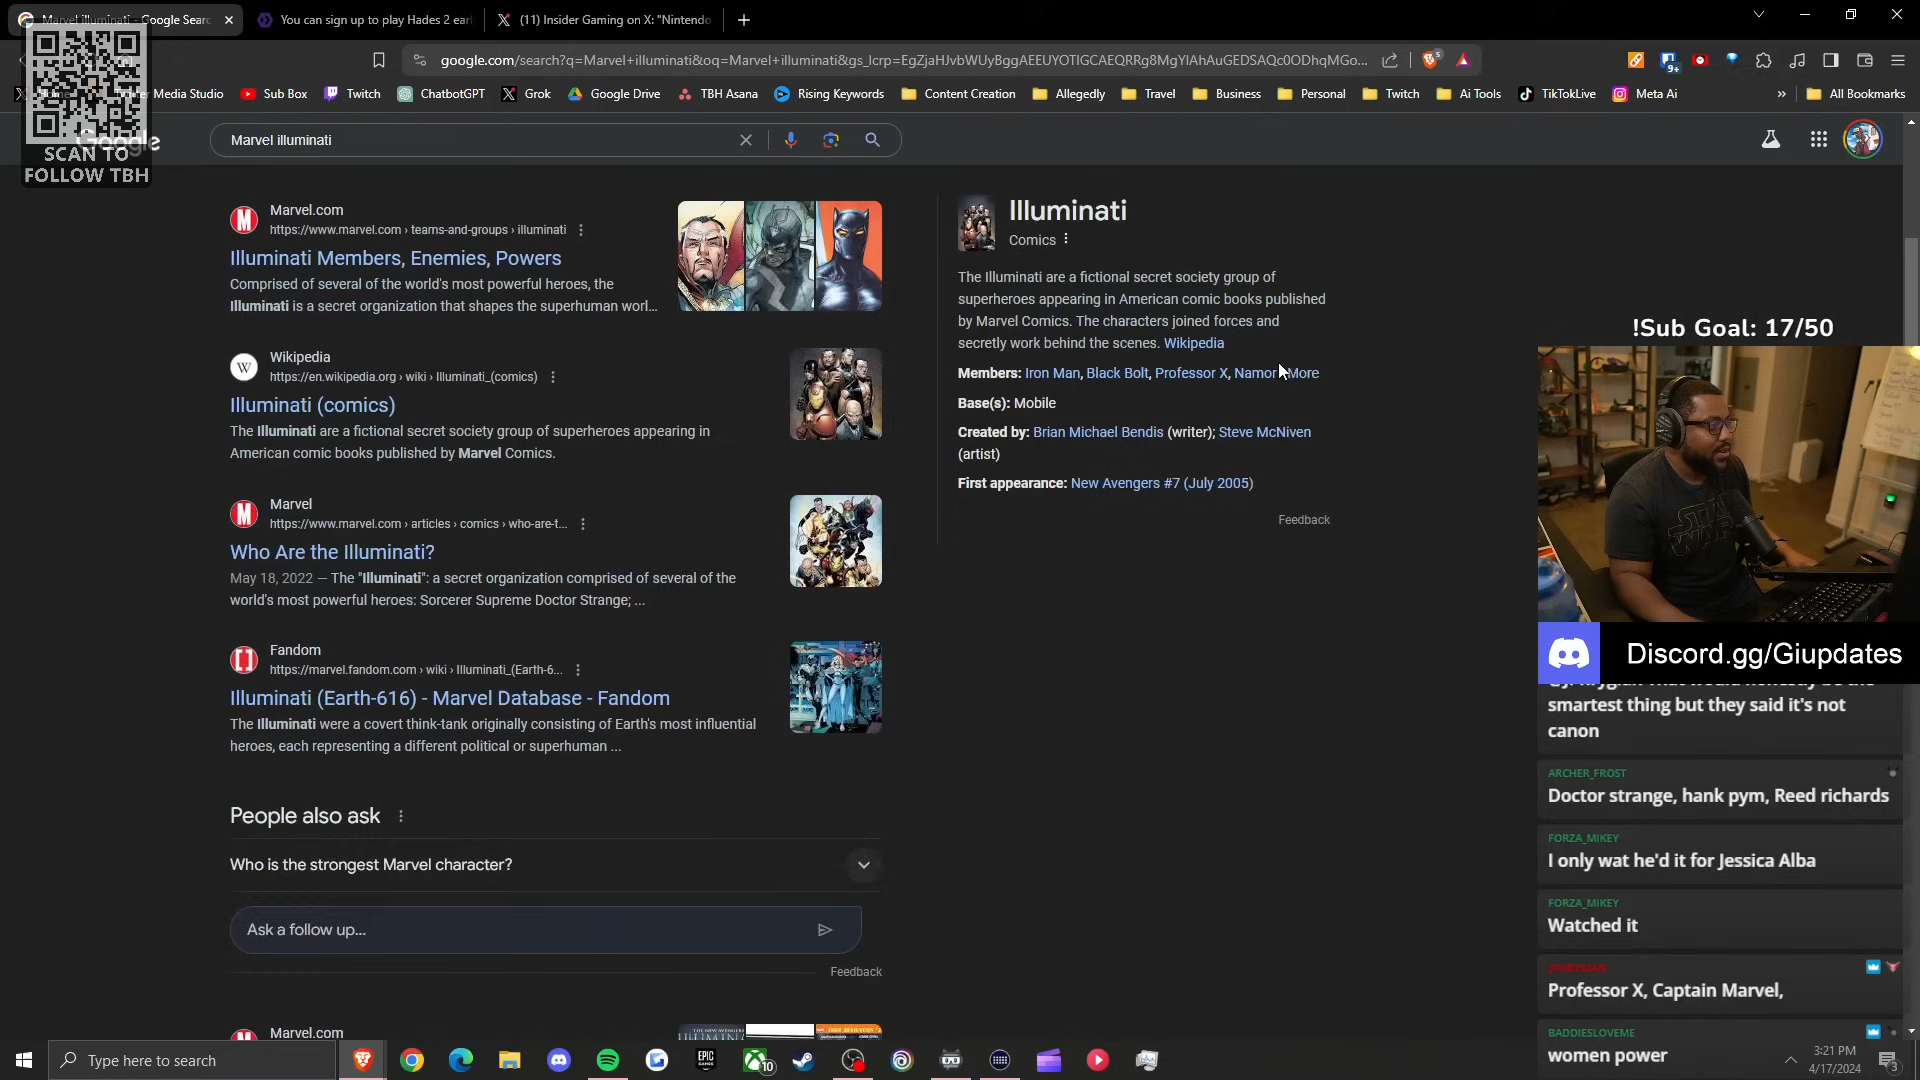 Marvel illuminati - Google Searc
You can sign up to play Hades 2 earl
(11) Insider Gaming on X: "Nintendo
google.com/search?q=Marvel+illuminati&oq=Marvel+illuminati&gs_lcrp=EgZjaHJvbWUyBggAEEUYOTIGCAEQRRg8MgYIAhAuGEDSAQc0ODhqMGo...
Media Studio
Sub Box
Twitch
ChatbotGPT
Grok
Google Drive
TBH Asana
Rising Keywords
Content Creation
Allegedly
Travel
Business
Personal
Twitch
Ai Tools
TikTokLive
Meta Ai
All Bookmarks
SCAN TO
FOLLOW TBH
Google
Marvel illuminati
Marvel.com
https://www.marvel.com › teams-and-groups › illuminati
Illuminati Members, Enemies, Powers
Comprised of several of the world's most powerful heroes, the
Illuminati is a secret organization that shapes the superhuman worl...
Wikipedia
https://en.wikipedia.org › wiki › Illuminati_(comics)
Illuminati (comics)
The Illuminati are a fictional secret society group of superheroes appearing in
American comic books published by Marvel Comics.
Marvel
https://www.marvel.com › articles › comics › who-are-t...
Who Are the Illuminati?
May 18, 2022 — The "Illuminati": a secret organization comprised of several of the
world's most powerful heroes: Sorcerer Supreme Doctor Strange; ...
Fandom
https://marvel.fandom.com › wiki › Illuminati_(Earth-6...
Illuminati (Earth-616) - Marvel Database - Fandom
The Illuminati were a covert think-tank originally consisting of Earth's most influential
heroes, each representing a different political or superhuman ...
People also ask
Who is the strongest Marvel character?
Ask a follow up...
Feedback
Marvel.com
Illuminati
Comics
The Illuminati are a fictional secret society group of
superheroes appearing in American comic books published
by Marvel Comics. The characters joined forces and
secretly work behind the scenes. Wikipedia
Members: Iron Man, Black Bolt, Professor X, Namor More
Base(s): Mobile
Created by: Brian Michael Bendis (writer); Steve McNiven
(artist)
First appearance: New Avengers #7 (July 2005)
Feedback
!Sub Goal: 17/50
STAR
WARS
Discord.gg/Giupdates
smartest thing but they said it's not
canon
ARCHER_FROST
Doctor strange, hank pym, Reed richards
FORZA_MIKEY
I only wat he'd it for Jessica Alba
FORZA_MIKEY
Watched it
Professor X, Captain Marvel,
BADDIESLOVEME
women power
Type here to search
EPIC
GAMES
10
3:21 PM
4/17/2024
3